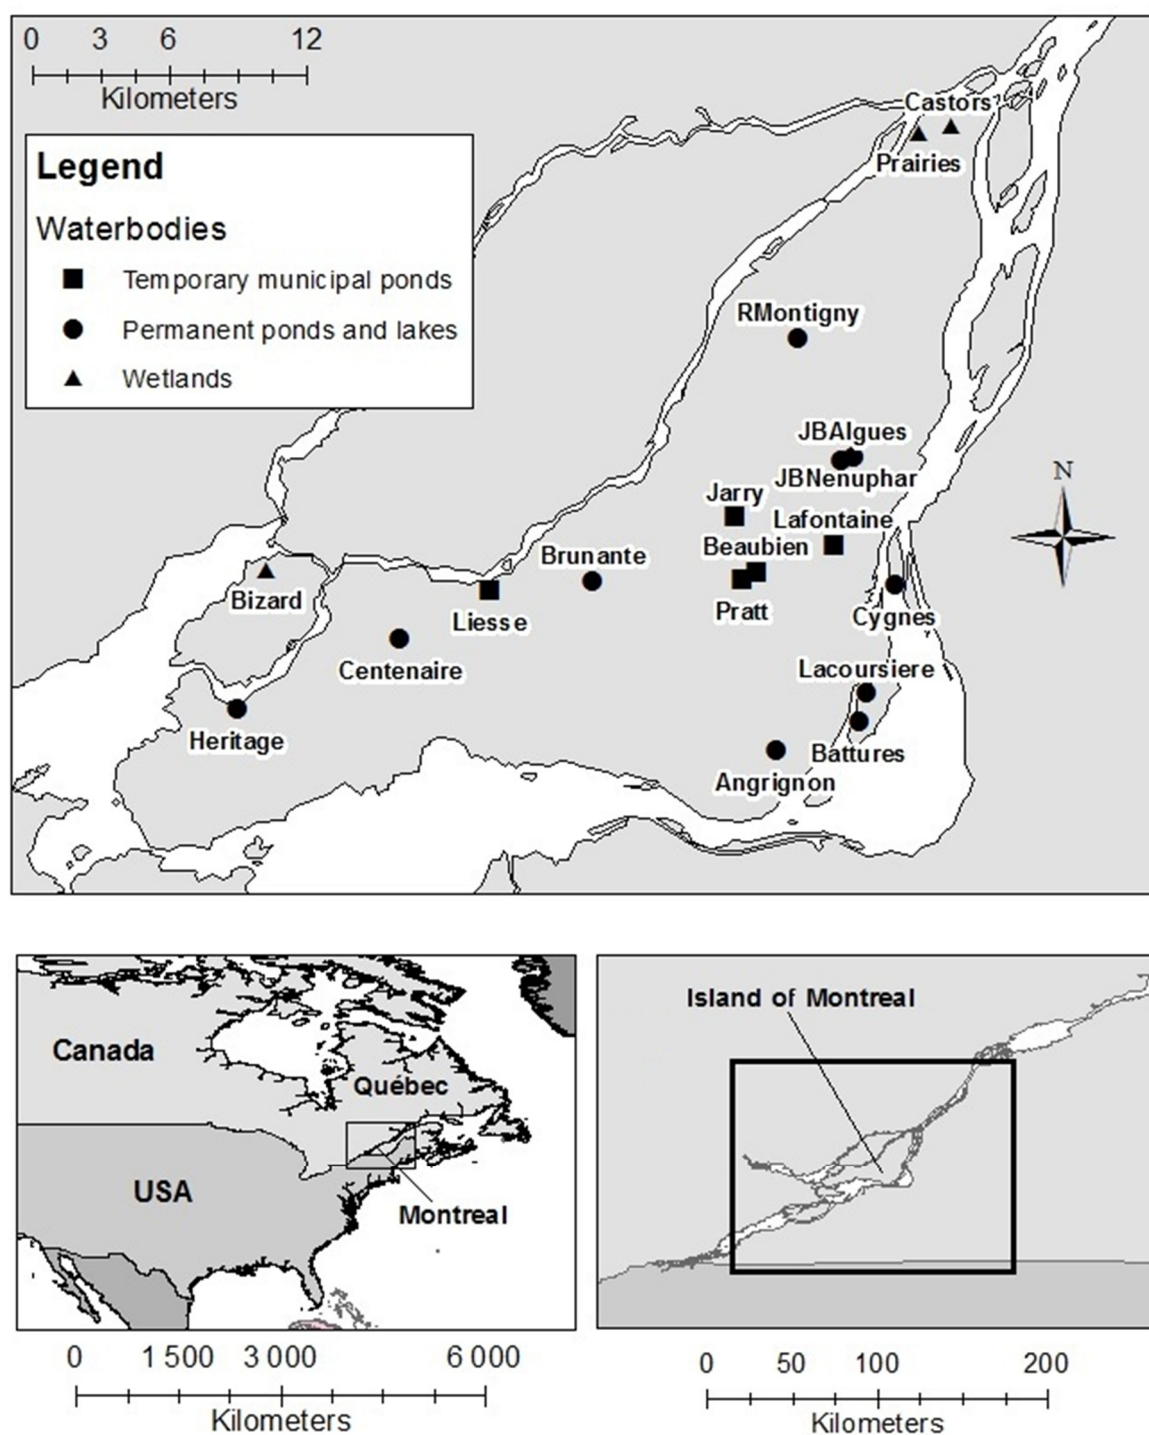 0 3 6 12
Kilometers
Legend
Waterbodies
Temporary municipal ponds
Permanent ponds and lakes
Wetlands
Castors
Prairies
RMontigny
JBAlgues
JBNenuphar
Jarry
Lafontaine
Beaubien
Brunante
Pratt
Bizard
Liesse
Cygnes
Centenaire
Lacoursiere
Heritage
Battures
Angrignon
N
Canada
Québec
USA
Montreal
0 1 500 3 000 6 000
Kilometers
Island of Montreal
0 50 100 200
Kilometers